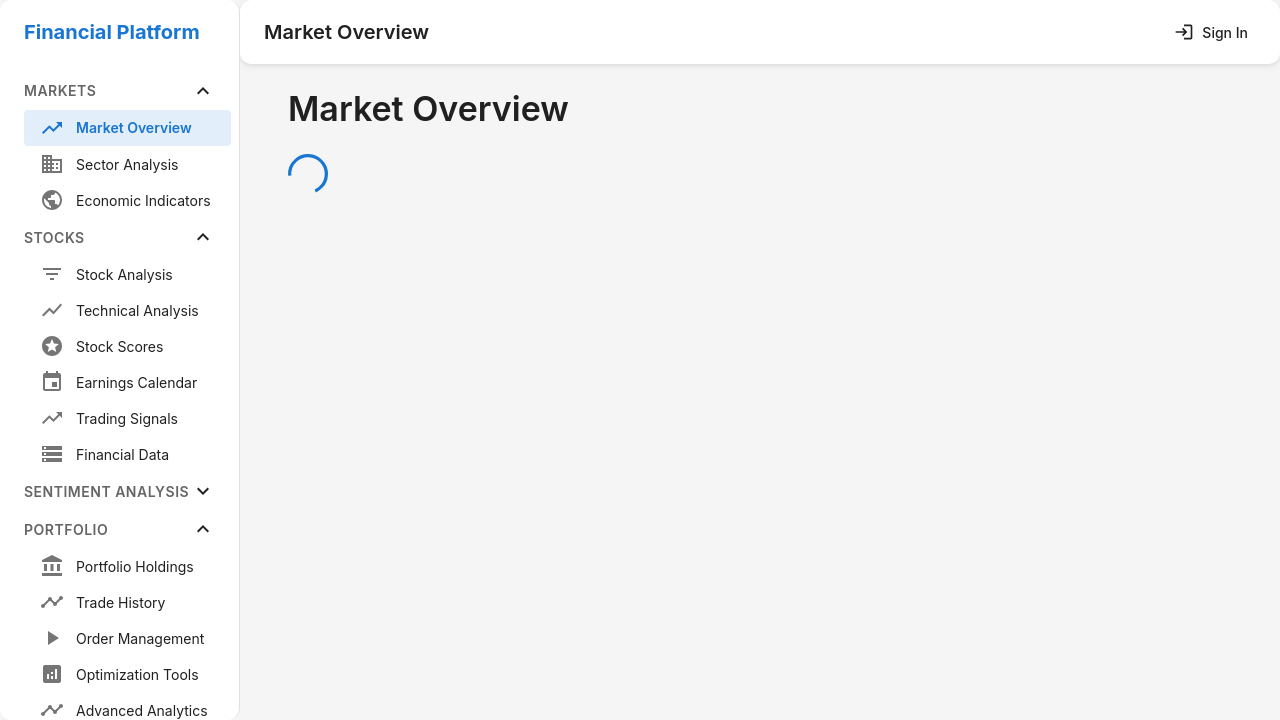 Financial Platform
Market Overview
Sign In
MARKETS
Market Overview
Sector Analysis
Economic Indicators
STOCKS
Stock Analysis
Technical Analysis
Stock Scores
Earnings Calendar
Trading Signals
Financial Data
SENTIMENT ANALYSIS
PORTFOLIO
Portfolio Holdings
Trade History
Order Management
Optimization Tools
Advanced Analytics
Market Overview